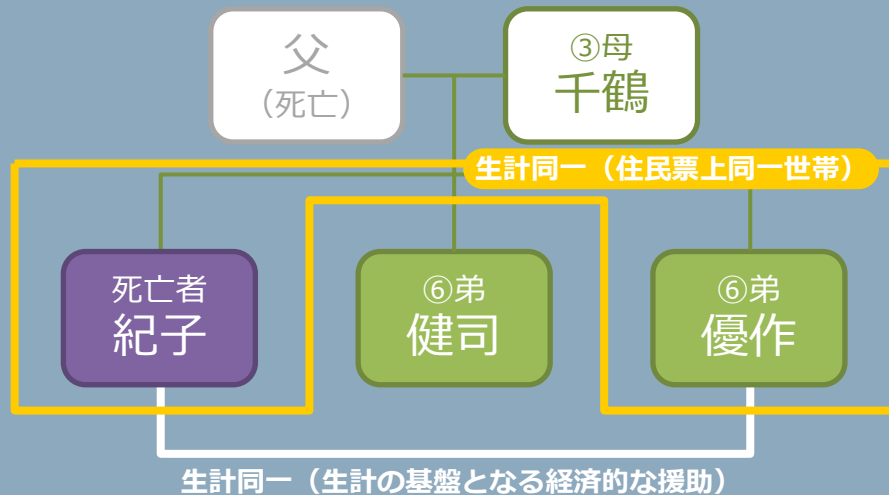 父
（死亡）
③母
千鶴
生計同一（住民票上同一世帯）
死亡者
紀子
⑥弟
健司
⑥弟
優作
生計同一（生計の基盤となる経済的な援助）